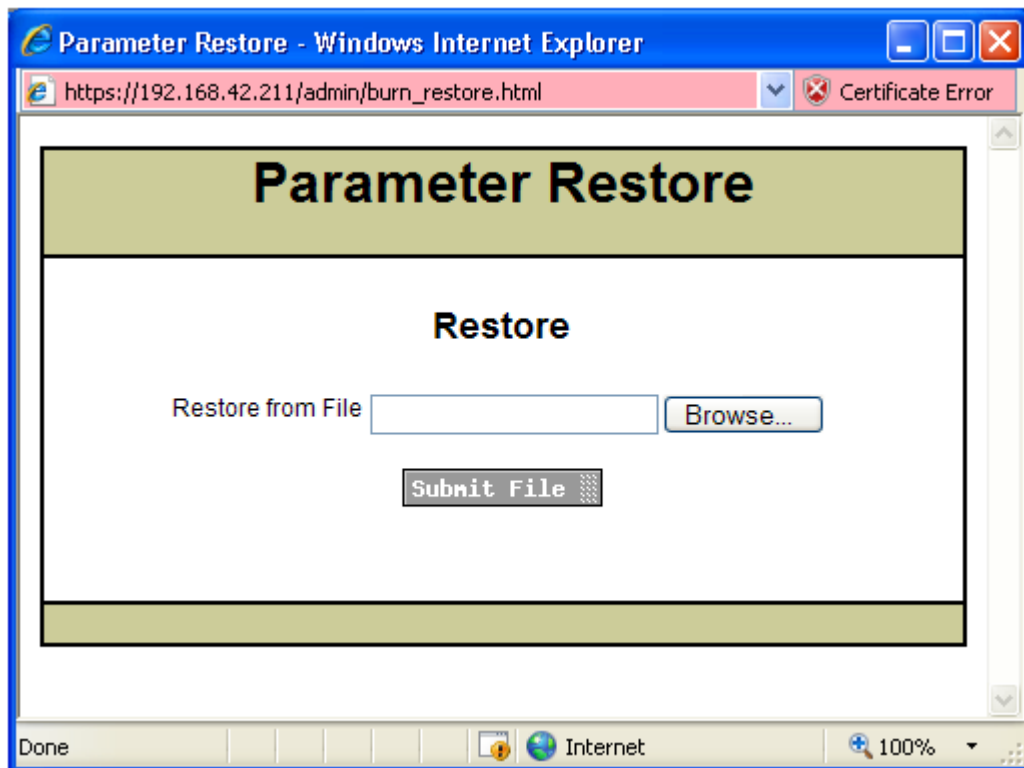 Parameter Restore - Windows Internet Explorer
https://192.168.42.211/admin/burn_restore.html Certificate Error
Parameter Restore
Restore
Restore from File Browse...
Submit File
Done Internet 100%